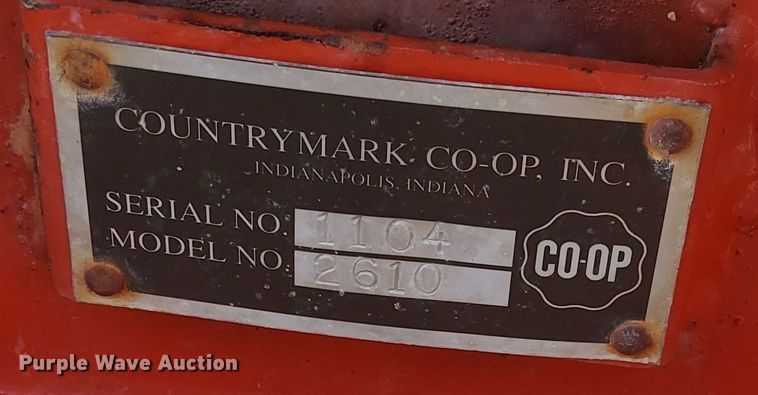 COUNTRYMARK CO-OP, INC.
INDIANAPOLIS, INDIANA
SERIAL NO. 1104
MODEL NO. 2610
CO-OP
Purple Wave Auction